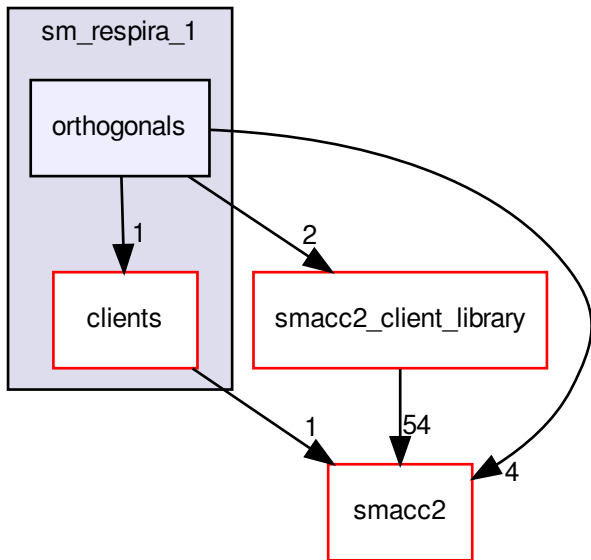 sm_respira_1
orthogonals
1
2
clients
smacc2_client_library
1
54
4
smacc2